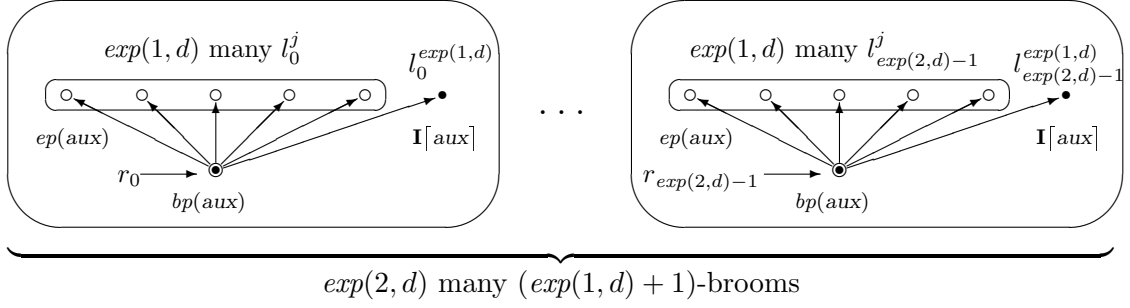 exp(1, d) many l_0^j
l_0^{exp(1,d)}
ep(aux)
I⌈aux⌉
r_0
bp(aux)
. . .
exp(1, d) many l_{exp(2,d)−1}^j
l_{exp(2,d)−1}^{exp(1,d)}
ep(aux)
I⌈aux⌉
r_{exp(2,d)−1}
bp(aux)
exp(2, d) many (exp(1, d) + 1)-brooms